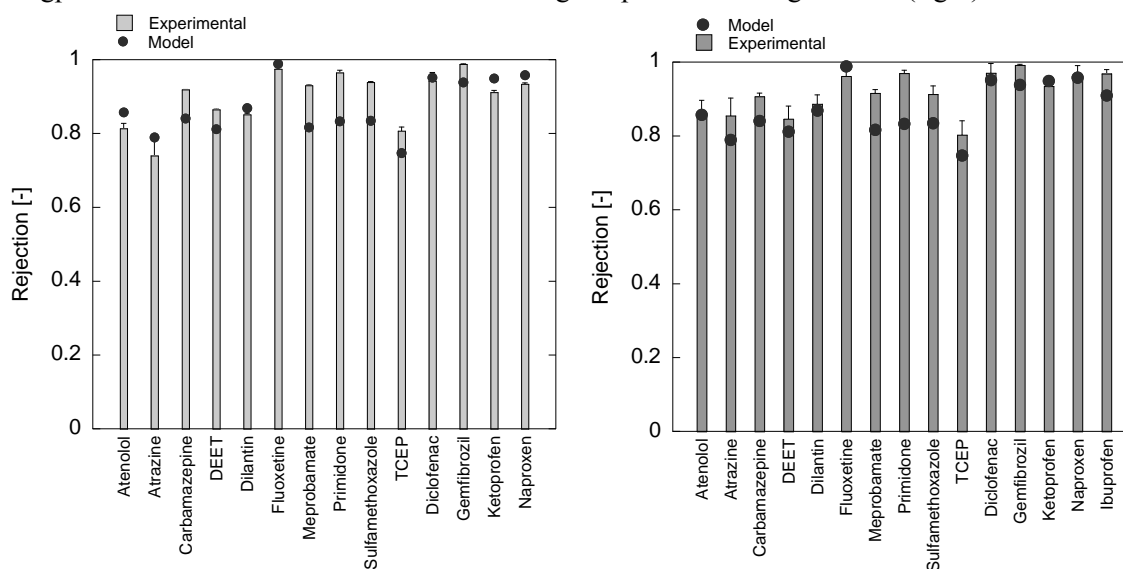 Experimental
Model
1
0.8
0.6
0.4
0.2
0
Rejection [-]
Atenolol
Atrazine
Carbamazepine
DEET
Dilantin
Fluoxetine
Meprobamate
Primidone
Sulfamethoxazole
TCEP
Diclofenac
Gemfibrozil
Ketoprofen
Naproxen
Model
Experimental
1
0.8
0.6
0.4
0.2
0
Rejection [-]
Atenolol
Atrazine
Carbamazepine
DEET
Dilantin
Fluoxetine
Meprobamate
Primidone
Sulfamethoxazole
TCEP
Diclofenac
Gemfibrozil
Ketoprofen
Naproxen
Ibuprofen